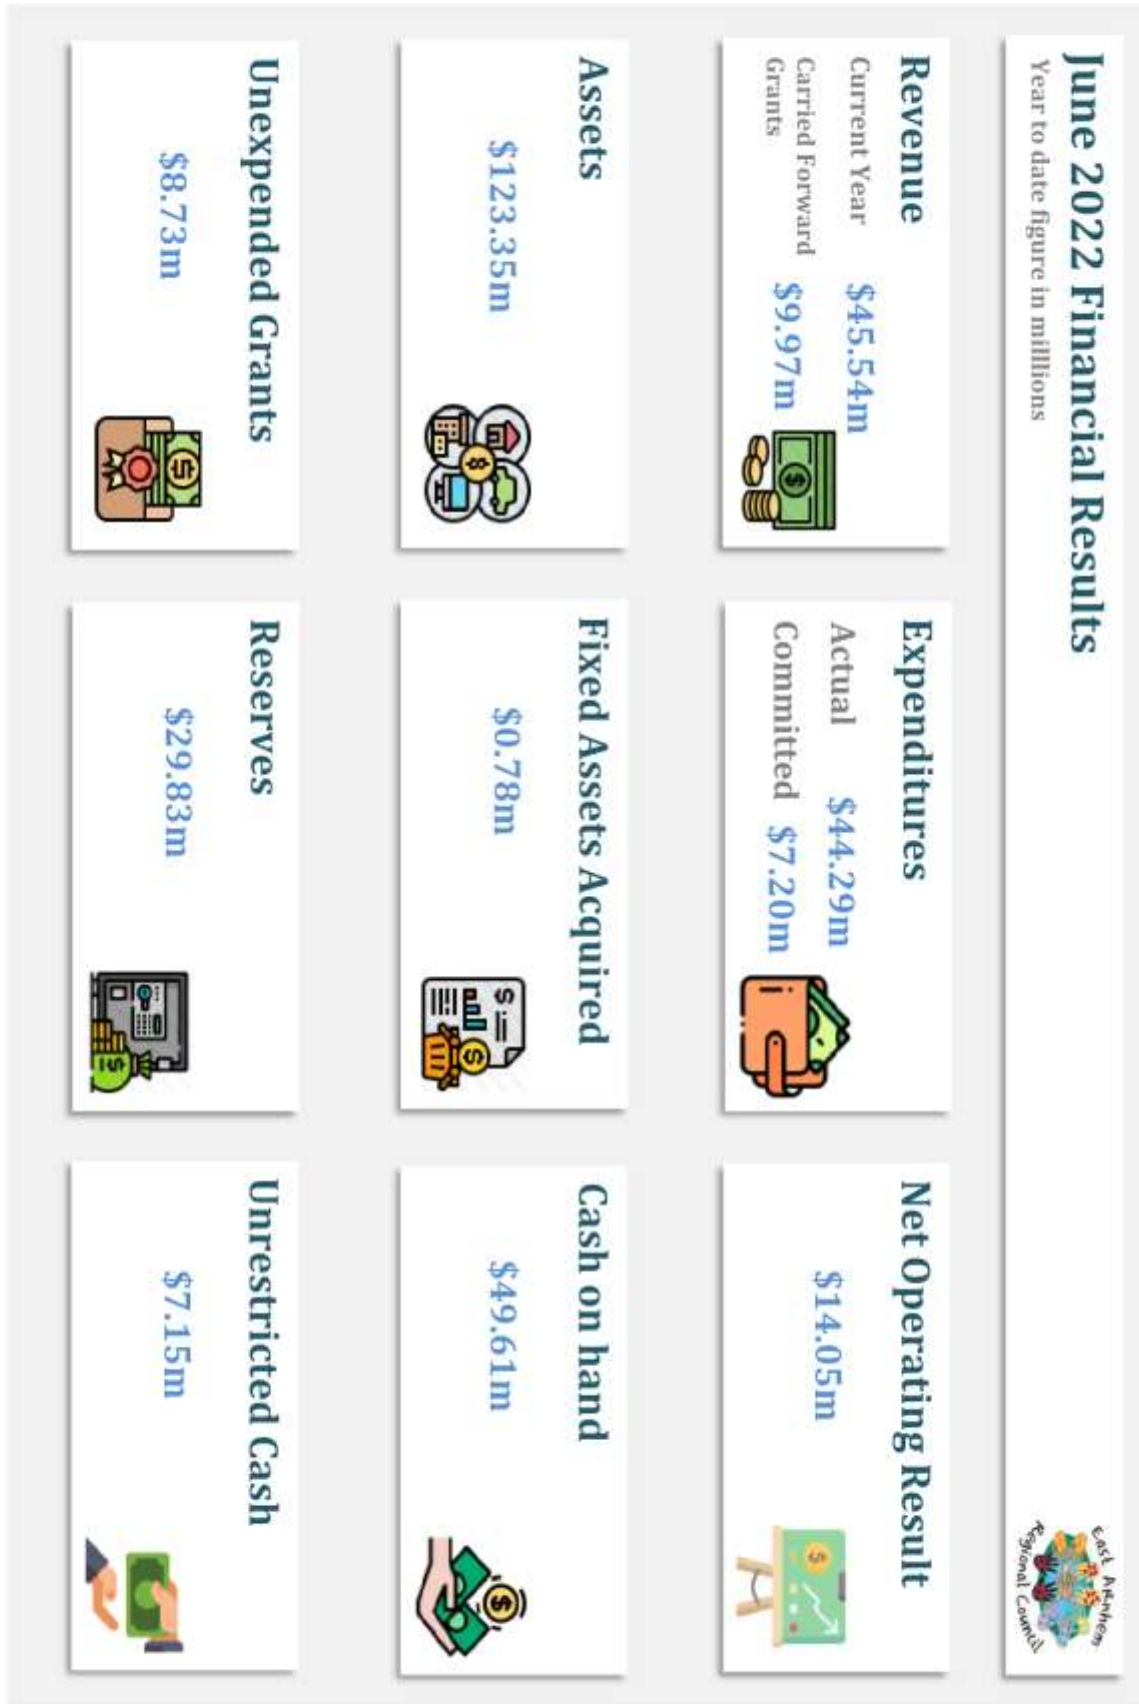 June 2022 Financial Results
Year to date figure in milllions
East Arnhem
Regional Council
Revenue
Current Year $45.54m
Carried Forward
Grants $9.97m
Expenditures
Actual $44.29m
Committed $7.20m
Net Operating Result
$14.05m
Assets
$123.35m
Fixed Assets Acquired
$0.78m
Cash on hand
$49.61m
Unexpended Grants
$8.73m
Reserves
$29.83m
Unrestricted Cash
$7.15m